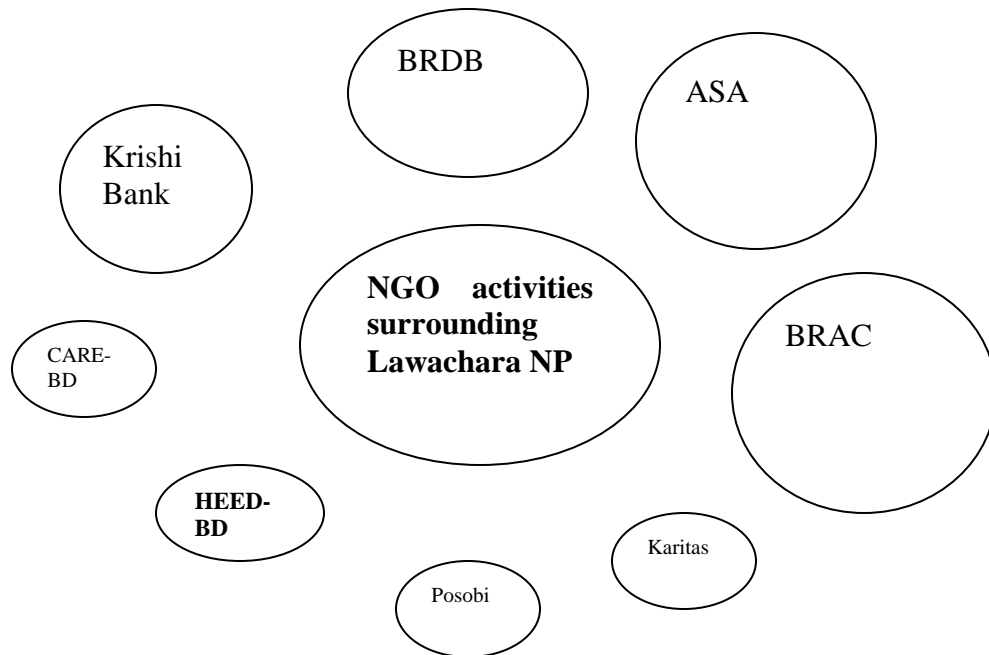 BRDB
ASA
Krishi
Bank
NGO activities
surrounding
Lawachara NP
BRAC
CARE-
BD
HEED-
BD
Karitas
Posobi